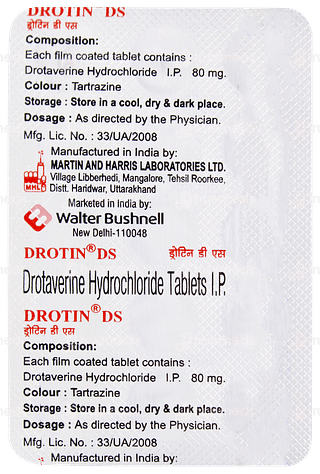 DROTIN DS
ड्रोटिन डी एस
Composition:
Each film coated tablet contains :
Drotaverine Hydrochloride I.P. 80 mg.
Colour : Tartrazine
Storage : Store in a cool, dry & dark place.
Dosage : As directed by the Physician.
Mfg. Lic. No. : 33/UA/2008
Manufactured in India by:
MARTIN AND HARRIS LABORATORIES LTD.
Village Libberhedi, Mangalore, Tehsil Roorkee,
MHL Distt. Haridwar, Uttarakhand
Marketed in India by:
Walter Bushnell
New Delhi-110048
DROTIN® DS ड्रोटिन डी एस
Drotaverine Hydrochloride Tablets I.P.
DROTIN® DS
ड्रोटिन डी एस
Composition:
Each film coated tablet contains :
Drotaverine Hydrochloride I.P. 80 mg.
Colour : Tartrazine
Storage : Store in a cool, dry & dark place.
Dosage : As directed by the Physician.
Mfg. Lic. No. : 33/UA/2008
Manufactured in India by: